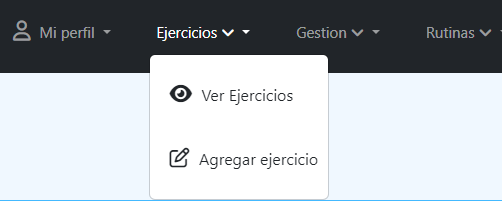 Mi perfil Ejercicios Gestion Rutinas
Ver Ejercicios
Agregar ejercicio